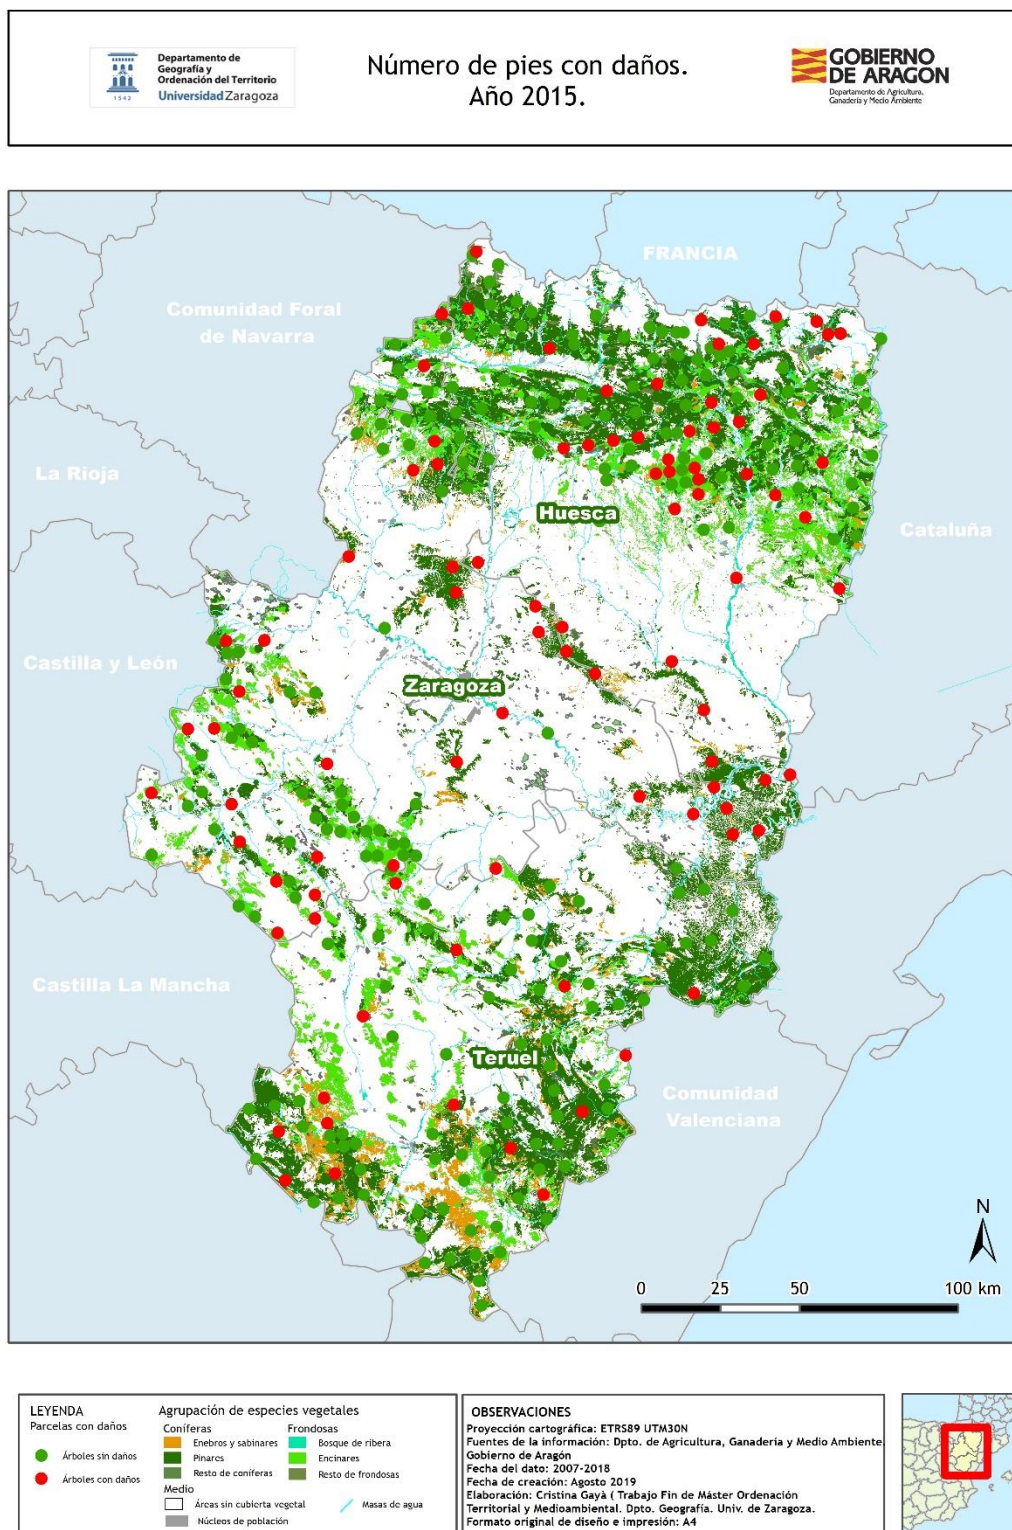 Departamento de
Geografía y
Ordenación del Territorio
Universidad Zaragoza
1542
Número de pies con daños.
Año 2015.
GOBIERNO
DE ARAGON
Departamento de Agricultura,
Ganadería y Medio Ambiente
FRANCIA
Comunidad Foral
de Navarra
La Rioja
Huesca
Cataluña
Castilla y León
Zaragoza
Castilla La Mancha
Teruel
Comunidad
Valenciana
N
0 25 50 100 km
LEYENDA
Parcelas con daños
Árboles sin daños
Árboles con daños
Agrupación de especies vegetales
Coníferas
Enebros y sabinares
Pinares
Resto de coníferas
Frondosas
Bosque de ribera
Encinares
Resto de frondosas
Medio
Áreas sin cubierta vegetal
Masas de agua
Núcleos de población
OBSERVACIONES
Proyección cartográfica: ETRS89 UTM30N
Fuentes de la información: Dpto. de Agricultura, Ganadería y Medio Ambiente.
Gobierno de Aragón
Fecha del dato: 2007-2018
Fecha de creación: Agosto 2019
Elaboración: Cristina Gayà ( Trabajo Fin de Máster Ordenación
Territorial y Medioambiental. Dpto. Geografía. Univ. de Zaragoza.
Formato original de diseño e impresión: A4